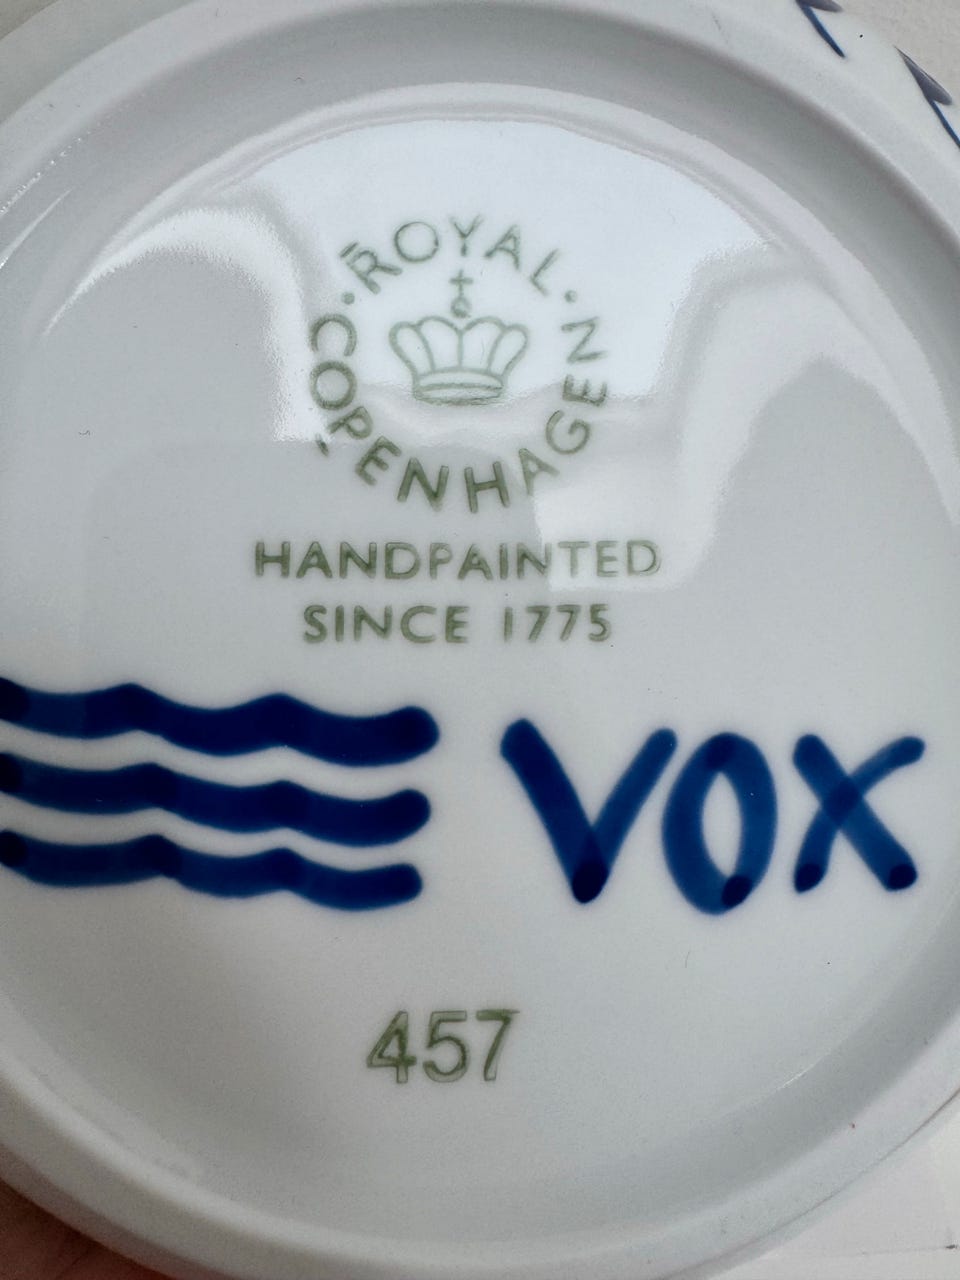 ROYAL
COPENHAGEN
HANDPAINTED
SINCE 1775
VOX
457